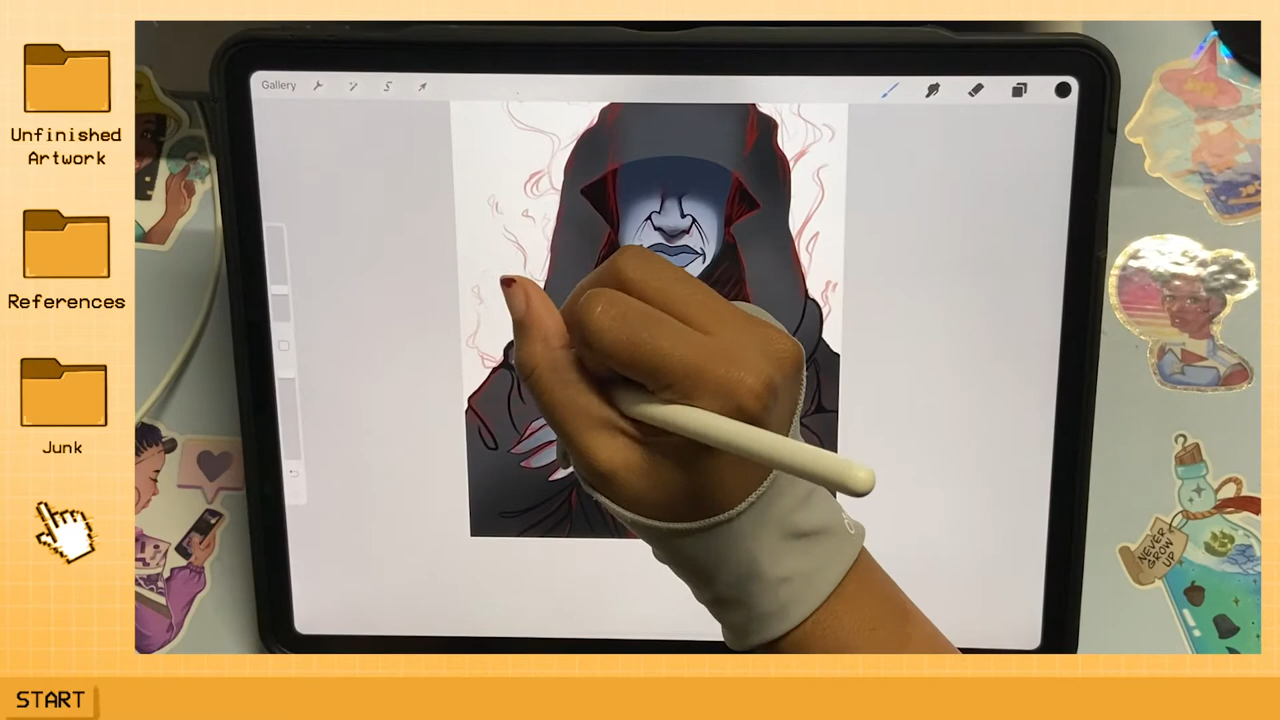 Unfinished
Artwork
References
Junk
START
Gallery
NEVER
GROW
UP